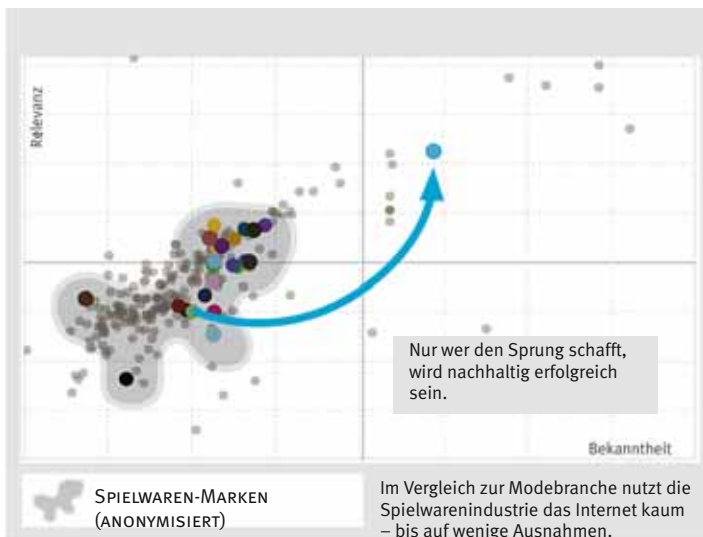 Relevanz
Nur wer den Sprung schafft,
wird nachhaltig erfolgreich
sein.
Bekanntheit
SPIELWAREN-MARKEN
(ANONYMISIERT)
Im Vergleich zur Modebranche nutzt die
Spielwarenindustrie das Internet kaum
– bis auf wenige Ausnahmen.